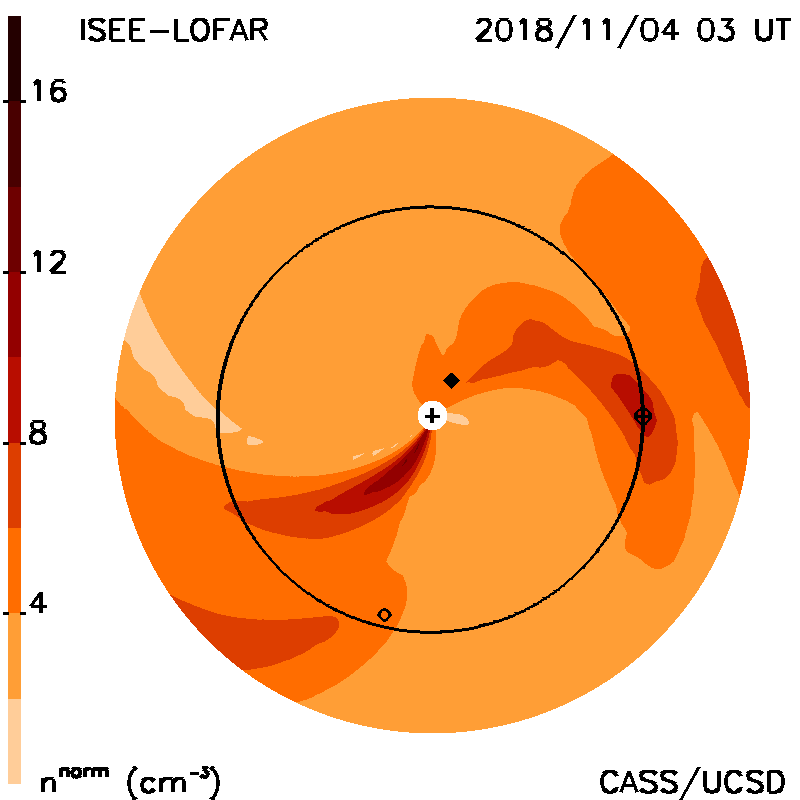 ISEE-LOFAR 2018/11/04 03 UT
16
12
8
4
n^norm (cm^-3) CASS/UCSD